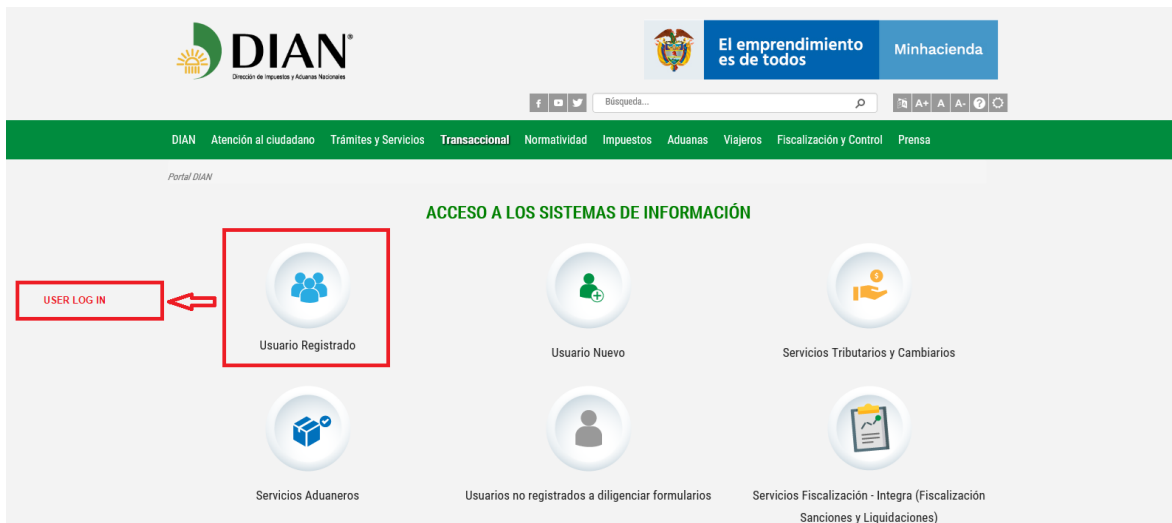 DIAN®
Dirección de Impuestos y Aduanas Nacionales
El emprendimiento
es de todos
Minhacienda
Búsqueda...
A+ A A-
DIAN Atención al ciudadano Trámites y Servicios Transaccional Normatividad Impuestos Aduanas Viajeros Fiscalización y Control Prensa
Portal DIAN
ACCESO A LOS SISTEMAS DE INFORMACIÓN
USER LOG IN
Usuario Registrado
Usuario Nuevo
Servicios Tributarios y Cambiarios
Servicios Aduaneros
Usuarios no registrados a diligenciar formularios
Servicios Fiscalización - Integra (Fiscalización
Sanciones y Liquidaciones)